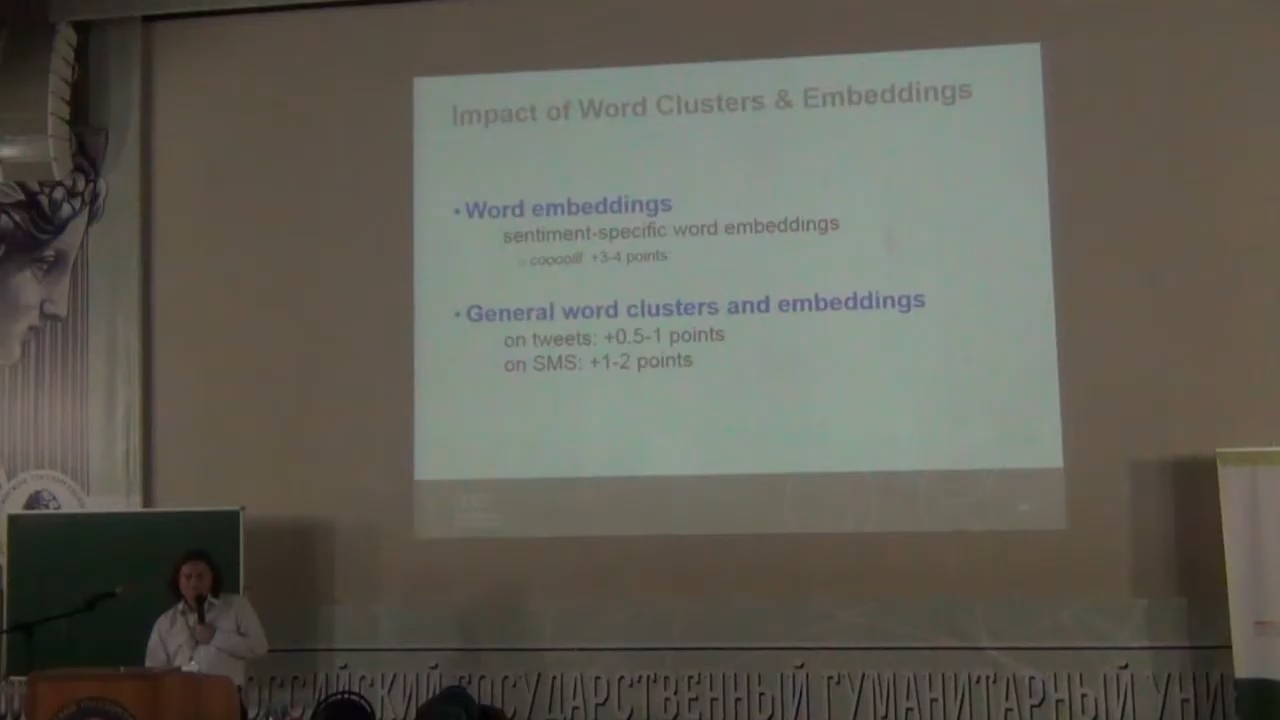 Impact of Word Clusters & Embeddings
• Word embeddings
sentiment-specific word embeddings
coooolll +3-4 points
• General word clusters and embeddings
on tweets: +0.5-1 points
on SMS: +1-2 points
РОССИЙСКИЙ ГОСУДАРСТВЕННЫЙ ГУМАНИТАРНЫЙ УНИ